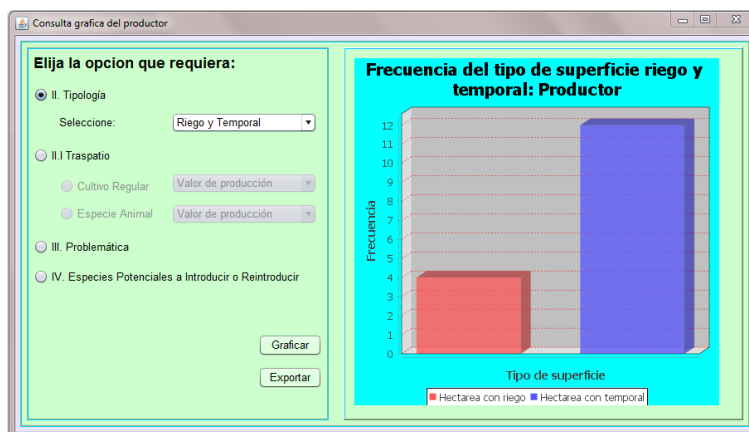 Consulta grafica del productor
Elija la opcion que requiera:
II. Tipología
Seleccione:
Riego y Temporal
II.I Traspatio
Cultivo Regular
Valor de producción
Especie Animal
Valor de producción
III. Problemática
IV. Especies Potenciales a Introducir o Reintroducir
Graficar
Exportar
Frecuencia del tipo de superficie riego y
temporal: Productor
Frecuencia
12
11
10
9
8
7
6
5
4
3
2
1
0
Tipo de superficie
Hectarea con riego
Hectarea con temporal